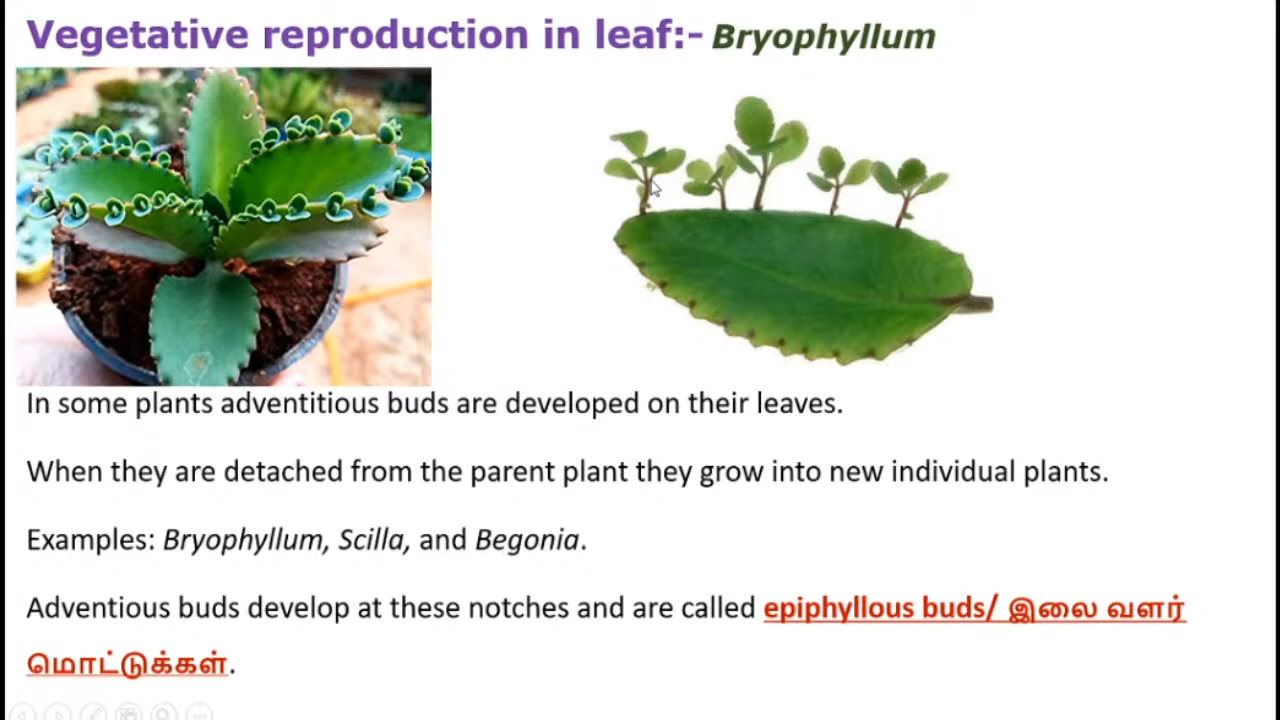 Vegetative reproduction in leaf:- Bryophyllum
In some plants adventitious buds are developed on their leaves.
When they are detached from the parent plant they grow into new individual plants.
Examples: Bryophyllum, Scilla, and Begonia.
Adventious buds develop at these notches and are called epiphyllous buds/ இலை வளர்
மொட்டுக்கள்.